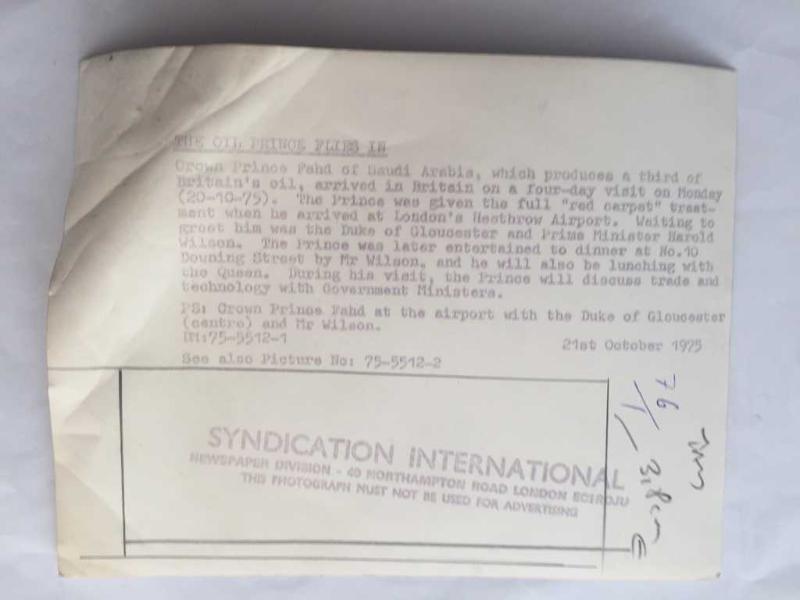 THE OIL PRINCE FLIES IN
Crown Prince Fahd of Saudi Arabia, which produces a third of
Britain's oil, arrived in Britain on a four-day visit on Monday
(20-10-75). The Prince was given the full "red carpet" treat-
ment when he arrived at London's Heathrow Airport. Waiting to
greet him was the Duke of Gloucester and Prime Minister Harold
Wilson. The Prince was later entertained to dinner at No.10
Downing Street by Mr Wilson, and he will also be lunching with
the Queen. During his visit, the Prince will discuss trade and
technology with Government Ministers.
PS: Crown Prince Fahd at the airport with the Duke of Gloucester
(centre) and Mr Wilson.
75-5512-1
21st October 1975
See also Picture No: 75-5512-2
SYNDICATION INTERNATIONAL
NEWSPAPER DIVISION - 40 NORTHAMPTON ROAD LONDON EC1R0JU
THIS PHOTOGRAPH MUST NOT BE USED FOR ADVERTISING
76/1